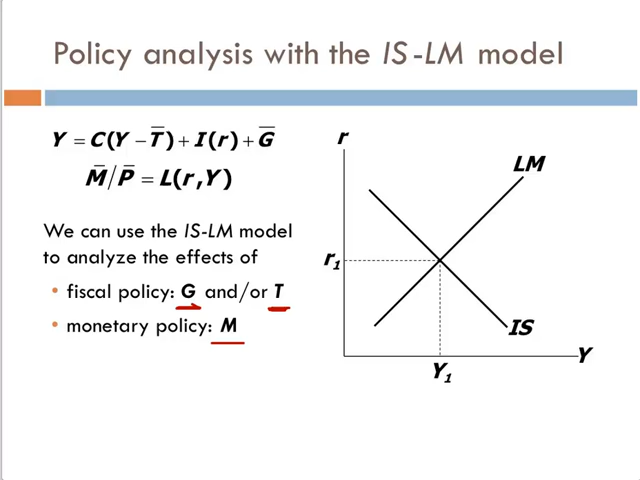 Policy analysis with the IS-LM model
Y = C(Y − T̅) + I(r) + G̅
M̅/P̅ = L(r,Y)
We can use the IS-LM model
to analyze the effects of
• fiscal policy: G and/or T
• monetary policy: M
r
LM
r₁
IS
Y
Y₁